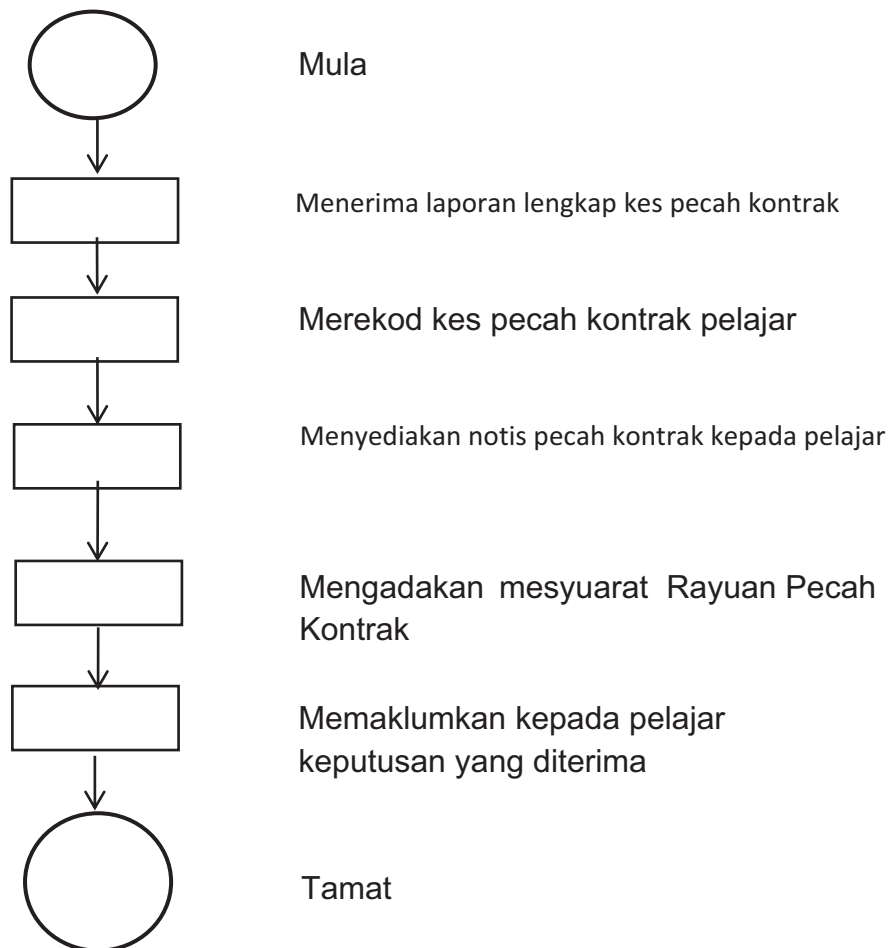 Mula
Menerima laporan lengkap kes pecah kontrak
Merekod kes pecah kontrak pelajar
Menyediakan notis pecah kontrak kepada pelajar
Mengadakan mesyuarat Rayuan Pecah
Kontrak
Memaklumkan kepada pelajar
keputusan yang diterima
Tamat